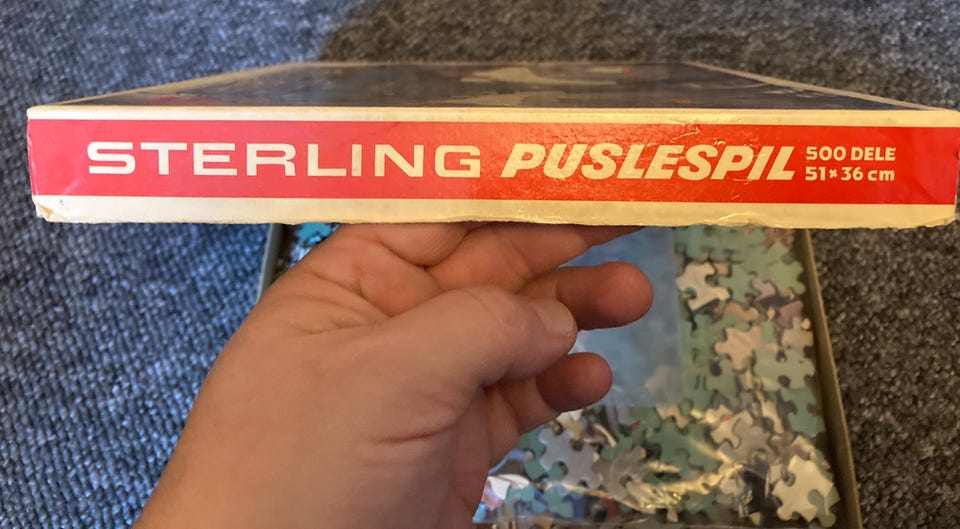 STERLING PUSLESPIL 500 DELE
51×36 cm